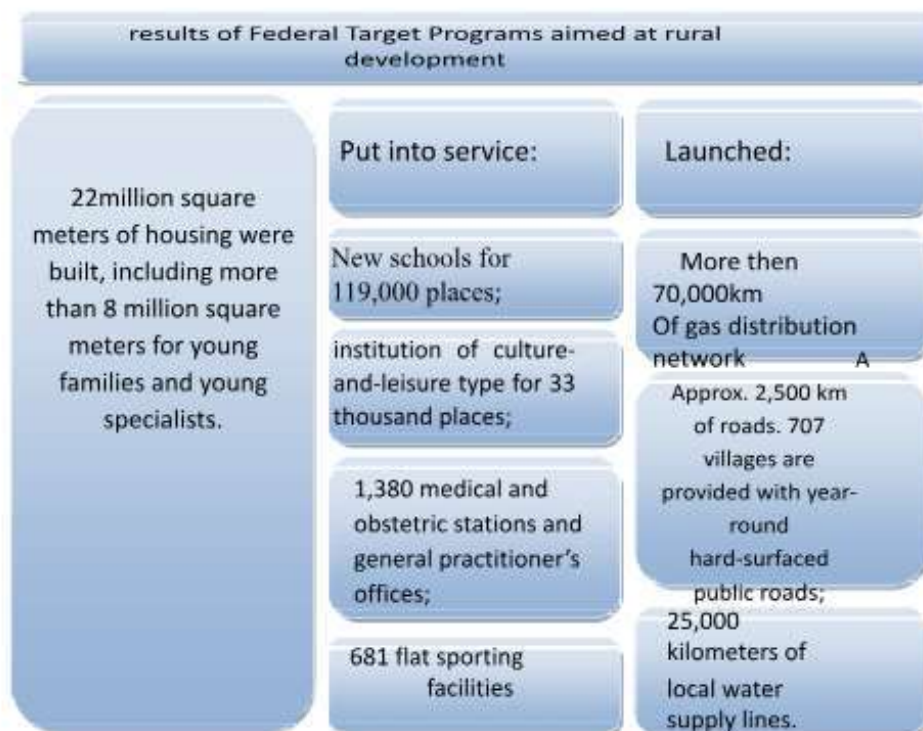 results of Federal Target Programs aimed at rural
development
22million square
meters of housing were
built, including more
than 8 million square
meters for young
families and young
specialists.
Put into service:
New schools for
119,000 places;
institution of culture-
and-leisure type for 33
thousand places;
1,380 medical and
obstetric stations and
general practitioner’s
offices;
681 flat sporting
facilities
Launched:
More then
70,000km
Of gas distribution
network A
Approx. 2,500 km
of roads. 707
villages are
provided with year-
round
hard-surfaced
public roads;
25,000
kilometers of
local water
supply lines.